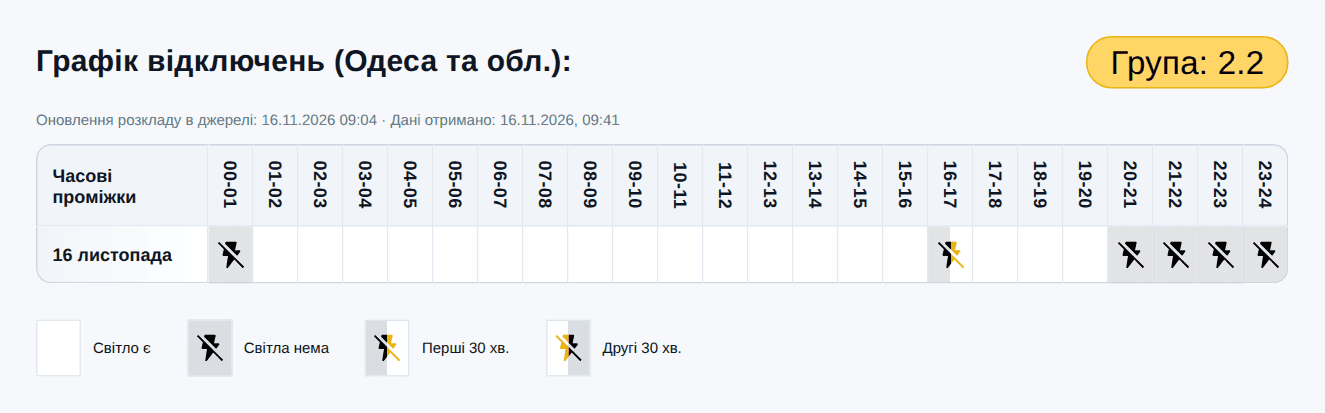 Графік відключень (Одеса та обл.):
Група: 2.2
Оновлення розкладу в джерелі: 16.11.2026 09:04 · Дані отримано: 16.11.2026, 09:41
Часові
проміжки
00-01
01-02
02-03
03-04
04-05
05-06
06-07
07-08
08-09
09-10
10-11
11-12
12-13
13-14
14-15
15-16
16-17
17-18
18-19
19-20
20-21
21-22
22-23
23-24
16 листопада
Світло є
Світла нема
Перші 30 хв.
Другі 30 хв.